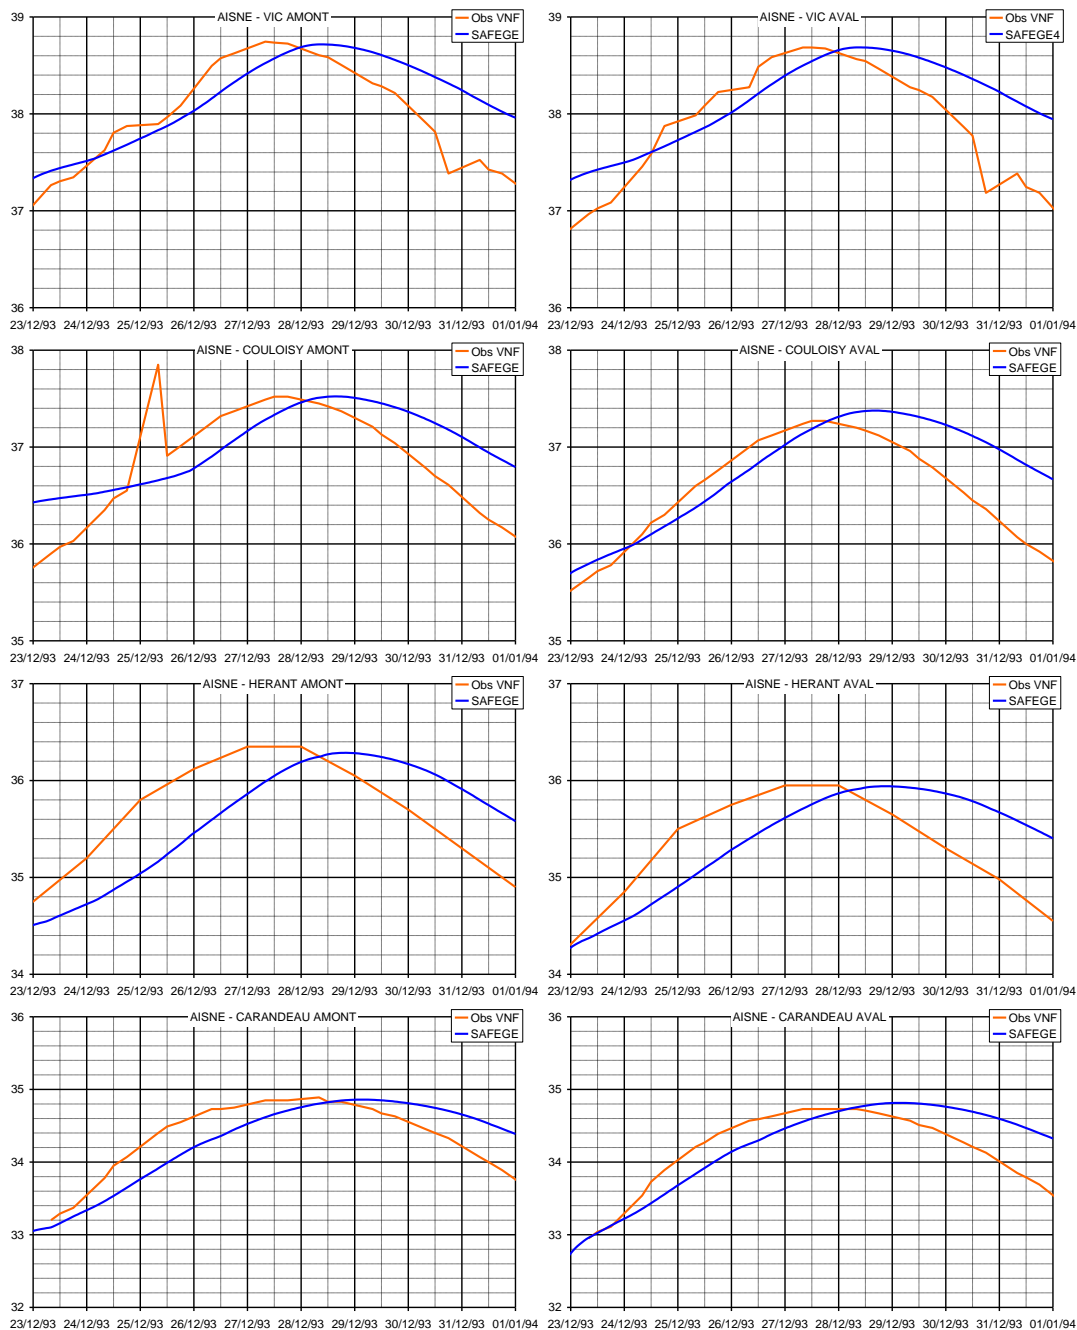 AISNE - VIC AMONT
Obs VNF
SAFEGE
39
38
37
36
23/12/93 24/12/93 25/12/93 26/12/93 27/12/93 28/12/93 29/12/93 30/12/93 31/12/93 01/01/94
AISNE - VIC AVAL
Obs VNF
SAFEGE4
39
38
37
36
23/12/93 24/12/93 25/12/93 26/12/93 27/12/93 28/12/93 29/12/93 30/12/93 31/12/93 01/01/94
AISNE - COULOISY AMONT
Obs VNF
SAFEGE
38
37
36
35
23/12/93 24/12/93 25/12/93 26/12/93 27/12/93 28/12/93 29/12/93 30/12/93 31/12/93 01/01/94
AISNE - COULOISY AVAL
Obs VNF
SAFEGE
38
37
36
35
23/12/93 24/12/93 25/12/93 26/12/93 27/12/93 28/12/93 29/12/93 30/12/93 31/12/93 01/01/94
AISNE - HERANT AMONT
Obs VNF
SAFEGE
37
36
35
34
23/12/93 24/12/93 25/12/93 26/12/93 27/12/93 28/12/93 29/12/93 30/12/93 31/12/93 01/01/94
AISNE - HERANT AVAL
Obs VNF
SAFEGE
37
36
35
34
23/12/93 24/12/93 25/12/93 26/12/93 27/12/93 28/12/93 29/12/93 30/12/93 31/12/93 01/01/94
AISNE - CARANDEAU AMONT
Obs VNF
SAFEGE
36
35
34
33
32
23/12/93 24/12/93 25/12/93 26/12/93 27/12/93 28/12/93 29/12/93 30/12/93 31/12/93 01/01/94
AISNE - CARANDEAU AVAL
Obs VNF
SAFEGE
36
35
34
33
32
23/12/93 24/12/93 25/12/93 26/12/93 27/12/93 28/12/93 29/12/93 30/12/93 31/12/93 01/01/94